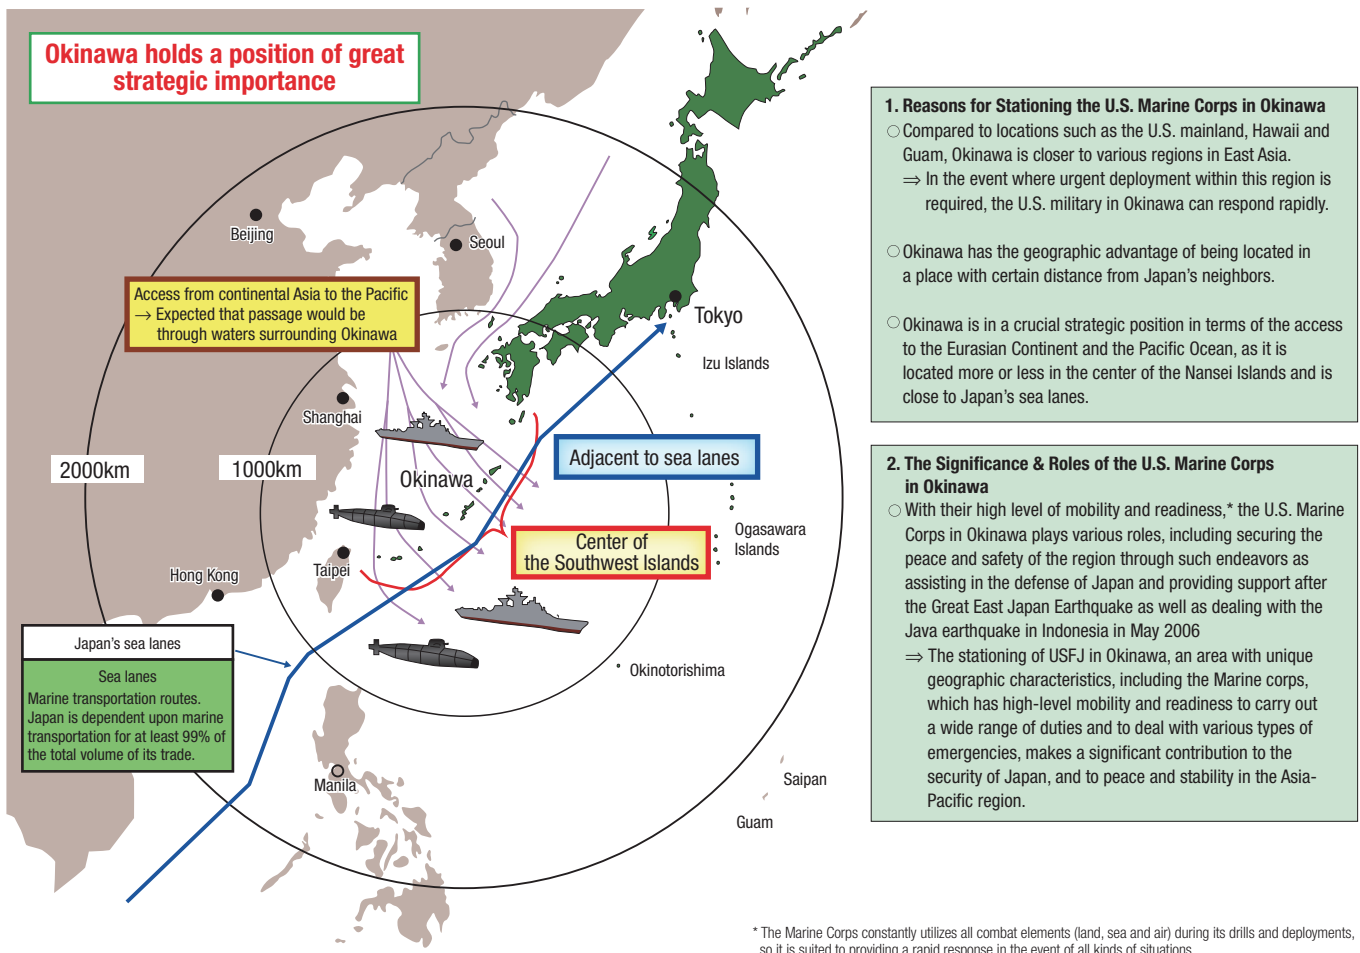 Okinawa holds a position of great
strategic importance
Beijing
Seoul
Access from continental Asia to the Pacific
→ Expected that passage would be
through waters surrounding Okinawa
Tokyo
Izu Islands
Shanghai
2000km
1000km
Okinawa
Adjacent to sea lanes
Ogasawara
Islands
Center of
the Southwest Islands
Taipei
Hong Kong
Japan's sea lanes
Sea lanes
Marine transportation routes.
Japan is dependent upon marine
transportation for at least 99% of
the total volume of its trade.
Okinotorishima
Manila
Saipan
Guam
1. Reasons for Stationing the U.S. Marine Corps in Okinawa
○ Compared to locations such as the U.S. mainland, Hawaii and
Guam, Okinawa is closer to various regions in East Asia.
⇒ In the event where urgent deployment within this region is
required, the U.S. military in Okinawa can respond rapidly.
○ Okinawa has the geographic advantage of being located in
a place with certain distance from Japan's neighbors.
○ Okinawa is in a crucial strategic position in terms of the access
to the Eurasian Continent and the Pacific Ocean, as it is
located more or less in the center of the Nansei Islands and is
close to Japan's sea lanes.
2. The Significance & Roles of the U.S. Marine Corps
in Okinawa
○ With their high level of mobility and readiness,* the U.S. Marine
Corps in Okinawa plays various roles, including securing the
peace and safety of the region through such endeavors as
assisting in the defense of Japan and providing support after
the Great East Japan Earthquake as well as dealing with the
Java earthquake in Indonesia in May 2006
⇒ The stationing of USFJ in Okinawa, an area with unique
geographic characteristics, including the Marine corps,
which has high-level mobility and readiness to carry out
a wide range of duties and to deal with various types of
emergencies, makes a significant contribution to the
security of Japan, and to peace and stability in the Asia-
Pacific region.
* The Marine Corps constantly utilizes all combat elements (land, sea and air) during its drills and deployments,
so it is suited to providing a rapid response in the event of all kinds of situations.